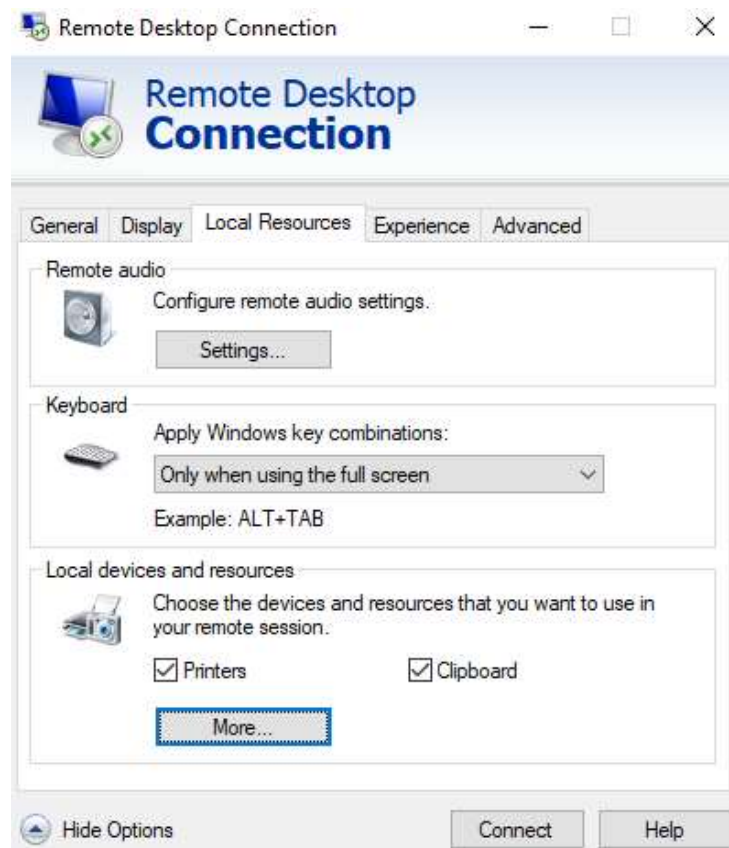 Remote Desktop Connection
Remote Desktop
Connection
General Display Local Resources Experience Advanced
Remote audio
Configure remote audio settings.
Settings...
Keyboard
Apply Windows key combinations:
Only when using the full screen
Example: ALT+TAB
Local devices and resources
Choose the devices and resources that you want to use in
your remote session.
Printers Clipboard
More...
Hide Options Connect Help